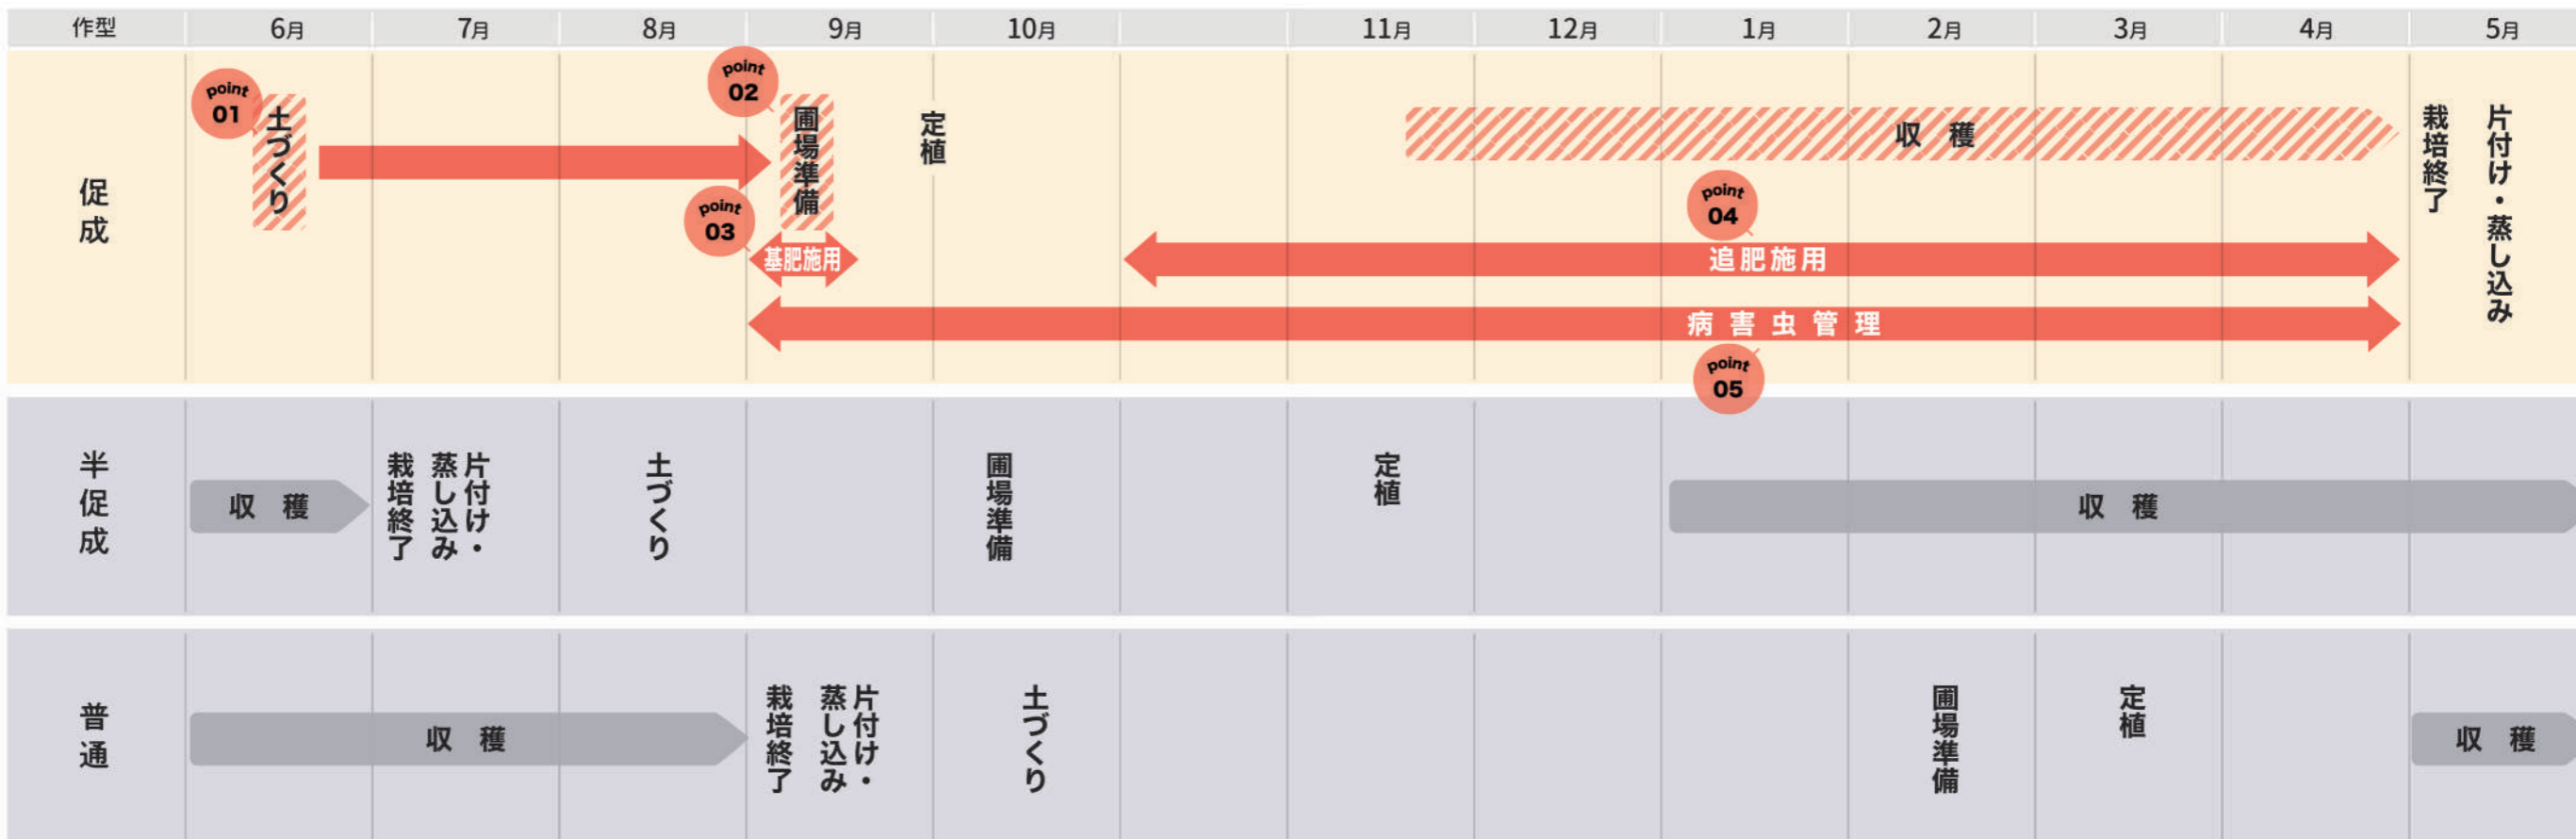 作型 6月 7月 8月 9月 10月 11月 12月 1月 2月 3月 4月 5月
促成
point 01
土づくり
point 02
圃場準備
point 03
基肥施用
定植
収 穫
point 04
追肥施用
病害虫管理
point 05
栽培終了
片付け・蒸し込み
半促成
収 穫
栽培終了
片付け・
蒸し込み
土づくり
圃場準備
定植
収 穫
普通
収 穫
栽培終了
片付け・
蒸し込み
土づくり
圃場準備
定植
収 穫